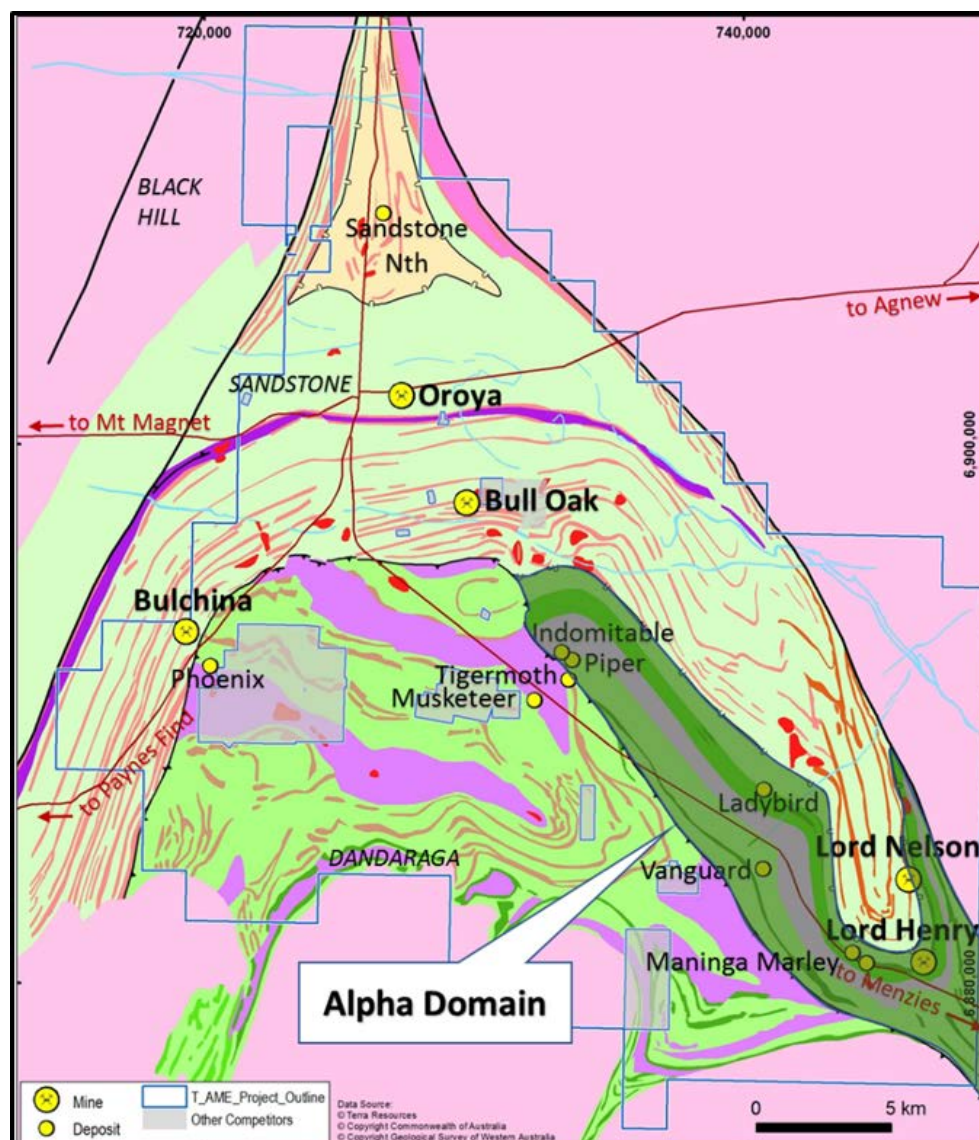 720,000
740,000
BLACK
HILL
Sandstone
Nth
to Agnew
SANDSTONE
Oroya
to Mt Magnet
6,900,000
Bull Oak
Bulchina
Indomitable
Piper
Phoenix
Tigermoth
Musketeer
to Paynes Find
Ladybird
DANDARAGA
Vanguard
Lord Nelson
Lord Henry
Maninga Marley
to Menzies
6,880,000
Alpha Domain
Mine
Deposit
T_AME_Project_Outline
Other Competitors
Data Source:
© Terra Resources
© Copyright Commonwealth of Australia
© Copyright Geological Survey of Western Australia
0
5 km